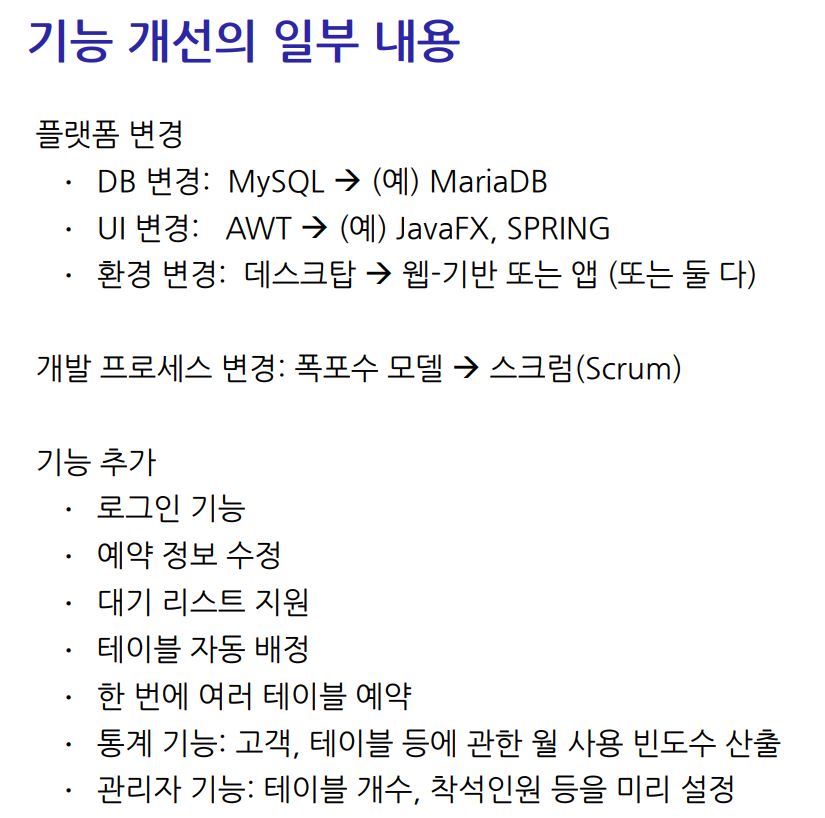 기능 개선의 일부 내용
플랫폼 변경
• DB 변경: MySQL → (예) MariaDB
• UI 변경: AWT → (예) JavaFX, SPRING
• 환경 변경: 데스크탑 → 웹-기반 또는 앱 (또는 둘 다)
개발 프로세스 변경: 폭포수 모델 → 스크럼(Scrum)
기능 추가
• 로그인 기능
• 예약 정보 수정
• 대기 리스트 지원
• 테이블 자동 배정
• 한 번에 여러 테이블 예약
• 통계 기능: 고객, 테이블 등에 관한 월 사용 빈도수 산출
• 관리자 기능: 테이블 개수, 착석인원 등을 미리 설정